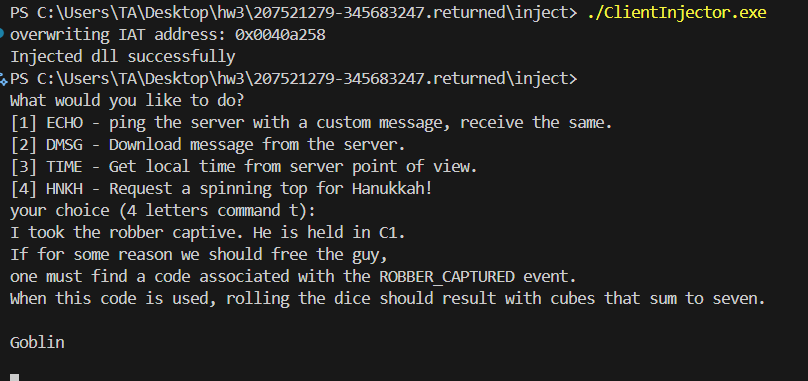 PS C:\Users\TA\Desktop\hw3\207521279-345683247.returned\inject> ./ClientInjector.exe
overwriting IAT address: 0x0040a258
Injected dll successfully
PS C:\Users\TA\Desktop\hw3\207521279-345683247.returned\inject>
What would you like to do?
[1] ECHO - ping the server with a custom message, receive the same.
[2] DMSG - Download message from the server.
[3] TIME - Get local time from server point of view.
[4] HNKH - Request a spinning top for Hanukkah!
your choice (4 letters command t):
I took the robber captive. He is held in C1.
If for some reason we should free the guy,
one must find a code associated with the ROBBER_CAPTURED event.
When this code is used, rolling the dice should result with cubes that sum to seven.
Goblin